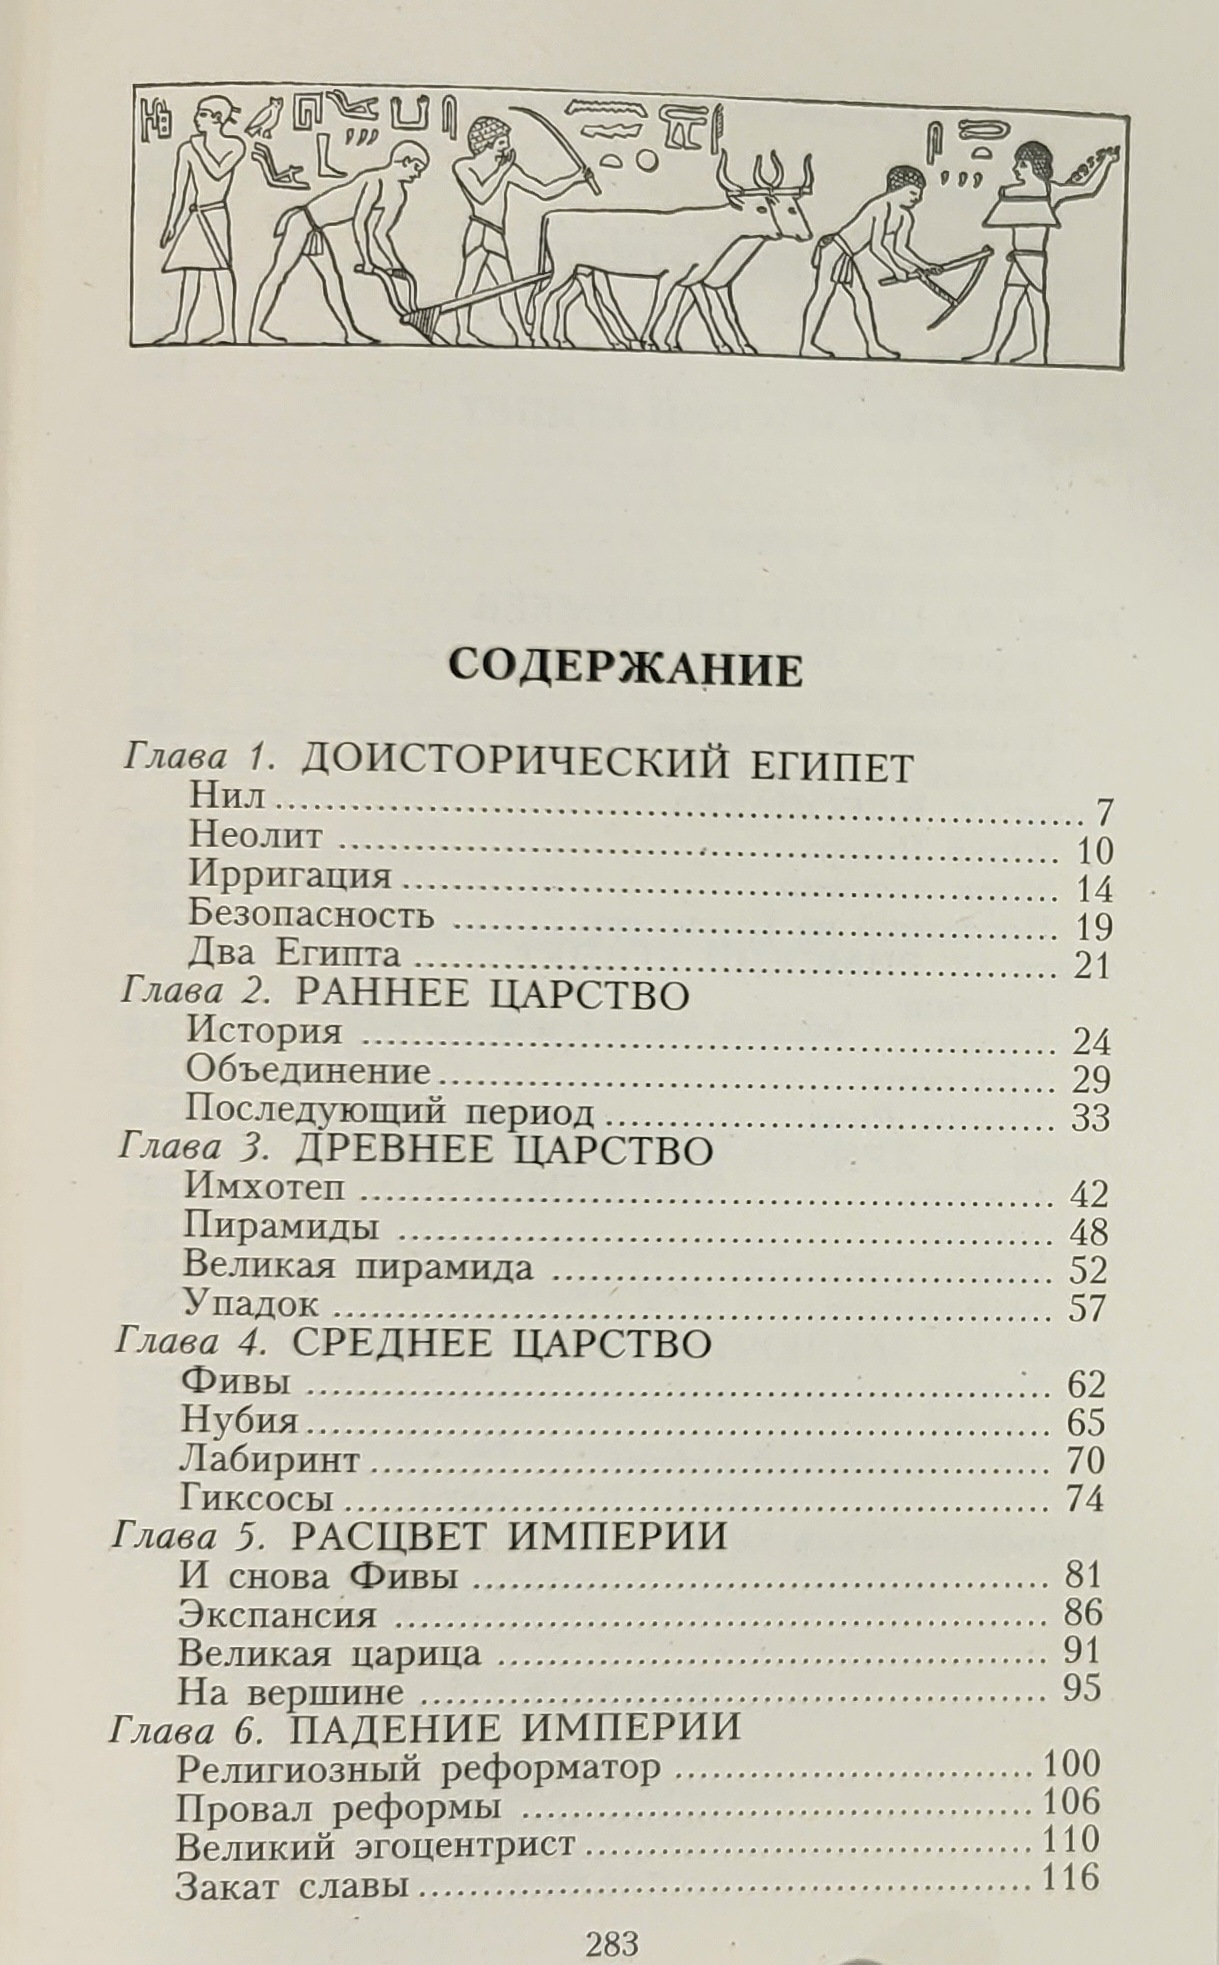 СОДЕРЖАНИЕ
Глава 1. ДОИСТОРИЧЕСКИЙ ЕГИПЕТ
Нил ........ 7
Неолит ........ 10
Ирригация ........ 14
Безопасность ........ 19
Два Египта ........ 21
Глава 2. РАННЕЕ ЦАРСТВО
История ........ 24
Объединение ........ 29
Последующий период ........ 33
Глава 3. ДРЕВНЕЕ ЦАРСТВО
Имхотеп ........ 42
Пирамиды ........ 48
Великая пирамида ........ 52
Упадок ........ 57
Глава 4. СРЕДНЕЕ ЦАРСТВО
Фивы ........ 62
Нубия ........ 65
Лабиринт ........ 70
Гиксосы ........ 74
Глава 5. РАСЦВЕТ ИМПЕРИИ
И снова Фивы ........ 81
Экспансия ........ 86
Великая царица ........ 91
На вершине ........ 95
Глава 6. ПАДЕНИЕ ИМПЕРИИ
Религиозный реформатор ........ 100
Провал реформы ........ 106
Великий эгоцентрист ........ 110
Закат славы ........ 116
283